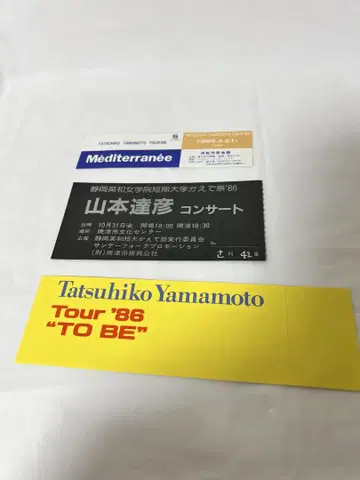 TATSUHIKO YAMAMOTO TOUR '86
Méditerranée
静岡英和女学院短期大学かえで祭'86
山本達彦 コンサート
日時 10月31日㊎ 開場18:00 開演18:30
場所 焼津市文化センター
主催 静岡英和短大かえで祭実行委員会
サンデーフォークプロモーション
(財)焼津市振興公社
列 42番
Tatsuhiko Yamamoto
Tour '86
"TO BE"